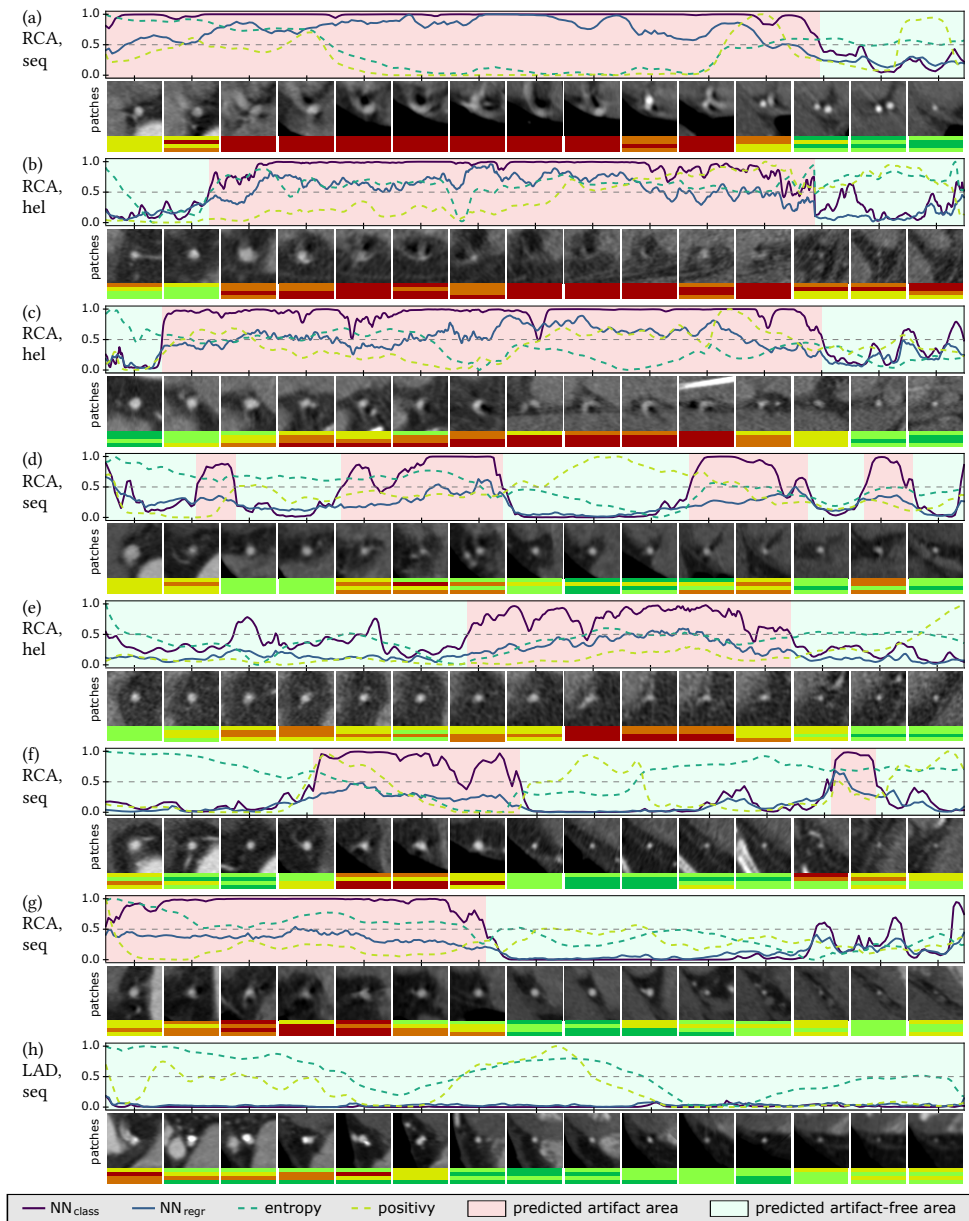 (a)
RCA,
seq
1.0
0.5
0.0
patches
(b)
RCA,
hel
1.0
0.5
0.0
patches
(c)
RCA,
hel
1.0
0.5
0.0
patches
(d)
RCA,
seq
1.0
0.5
0.0
patches
(e)
RCA,
hel
1.0
0.5
0.0
patches
(f)
RCA,
seq
1.0
0.5
0.0
patches
(g)
RCA,
seq
1.0
0.5
0.0
patches
(h)
LAD,
seq
1.0
0.5
0.0
patches
NNclass NNregr entropy positivy predicted artifact area predicted artifact-free area